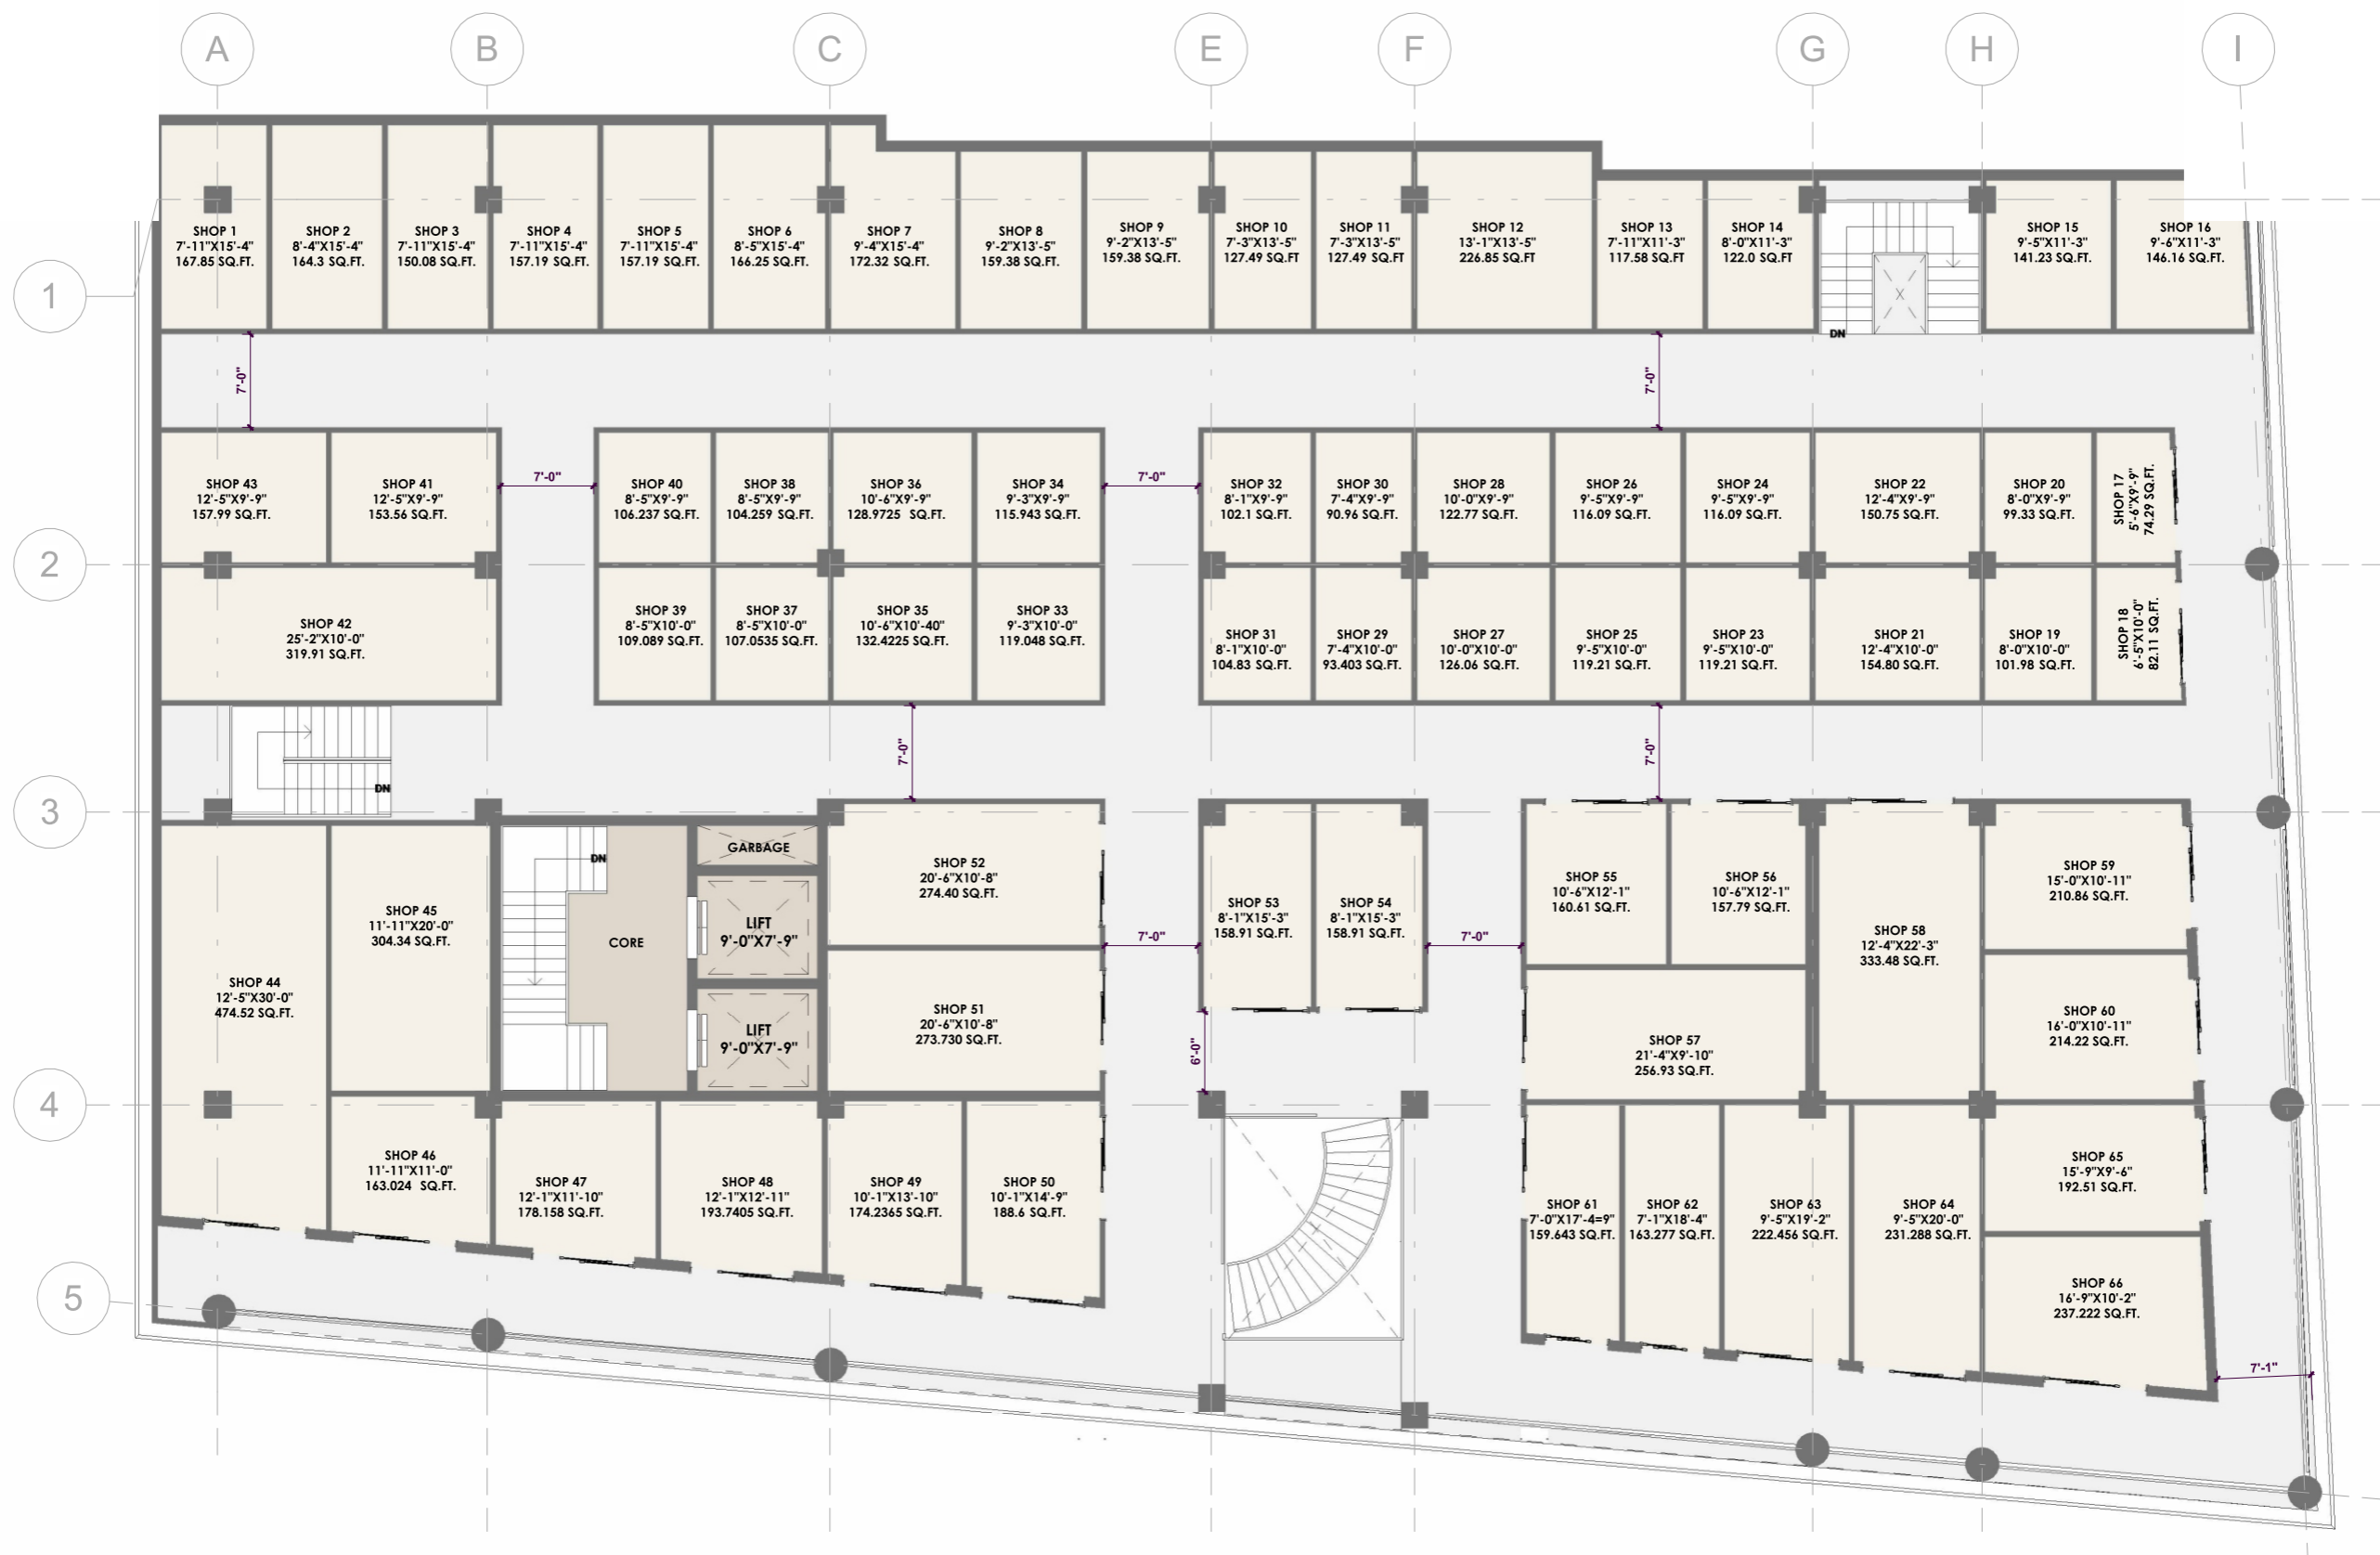 A
B
C
E
F
G
H
I
1
2
3
4
5
SHOP 1
7'-11"X15'-4"
167.85 SQ.FT.
SHOP 2
8'-4"X15'-4"
164.3 SQ.FT.
SHOP 3
7'-11"X15'-4"
150.08 SQ.FT.
SHOP 4
7'-11"X15'-4"
157.19 SQ.FT.
SHOP 5
7'-11"X15'-4"
157.19 SQ.FT.
SHOP 6
8'-5"X15'-4"
166.25 SQ.FT.
SHOP 7
9'-4"X15'-4"
172.32 SQ.FT.
SHOP 8
9'-2"X13'-5"
159.38 SQ.FT.
SHOP 9
9'-2"X13'-5"
159.38 SQ.FT.
SHOP 10
7'-3"X13'-5"
127.49 SQ.FT
SHOP 11
7'-3"X13'-5"
127.49 SQ.FT
SHOP 12
13'-1"X13'-5"
226.85 SQ.FT
SHOP 13
7'-11"X11'-3"
117.58 SQ.FT
SHOP 14
8'-0"X11'-3"
122.0 SQ.FT
DN
SHOP 15
9'-5"X11'-3"
141.23 SQ.FT.
SHOP 16
9'-6"X11'-3"
146.16 SQ.FT.
7'-0"
7'-0"
SHOP 43
12'-5"X9'-9"
157.99 SQ.FT.
SHOP 41
12'-5"X9'-9"
153.56 SQ.FT.
7'-0"
SHOP 40
8'-5"X9'-9"
106.237 SQ.FT.
SHOP 38
8'-5"X9'-9"
104.259 SQ.FT.
SHOP 36
10'-6"X9'-9"
128.9725 SQ.FT.
SHOP 34
9'-3"X9'-9"
115.943 SQ.FT.
7'-0"
SHOP 32
8'-1"X9'-9"
102.1 SQ.FT.
SHOP 30
7'-4"X9'-9"
90.96 SQ.FT.
SHOP 28
10'-0"X9'-9"
122.77 SQ.FT.
SHOP 26
9'-5"X9'-9"
116.09 SQ.FT.
SHOP 24
9'-5"X9'-9"
116.09 SQ.FT.
SHOP 22
12'-4"X9'-9"
150.75 SQ.FT.
SHOP 20
8'-0"X9'-9"
99.33 SQ.FT.
SHOP 17
5'-6"X9'-9"
74.29 SQ.FT.
SHOP 42
25'-2"X10'-0"
319.91 SQ.FT.
SHOP 39
8'-5"X10'-0"
109.089 SQ.FT.
SHOP 37
8'-5"X10'-0"
107.0535 SQ.FT.
SHOP 35
10'-6"X10'-40"
132.4225 SQ.FT.
SHOP 33
9'-3"X10'-0"
119.048 SQ.FT.
SHOP 31
8'-1"X10'-0"
104.83 SQ.FT.
SHOP 29
7'-4"X10'-0"
93.403 SQ.FT.
SHOP 27
10'-0"X10'-0"
126.06 SQ.FT.
SHOP 25
9'-5"X10'-0"
119.21 SQ.FT.
SHOP 23
9'-5"X10'-0"
119.21 SQ.FT.
SHOP 21
12'-4"X10'-0"
154.80 SQ.FT.
SHOP 19
8'-0"X10'-0"
101.98 SQ.FT.
SHOP 18
6'-5"X10'-0"
82.11 SQ.FT.
DN
7'-0"
7'-0"
SHOP 44
12'-5"X30'-0"
474.52 SQ.FT.
SHOP 45
11'-11"X20'-0"
304.34 SQ.FT.
DN
CORE
GARBAGE
LIFT
9'-0"X7'-9"
LIFT
9'-0"X7'-9"
SHOP 52
20'-6"X10'-8"
274.40 SQ.FT.
SHOP 51
20'-6"X10'-8"
273.730 SQ.FT.
7'-0"
SHOP 53
8'-1"X15'-3"
158.91 SQ.FT.
SHOP 54
8'-1"X15'-3"
158.91 SQ.FT.
7'-0"
6'-0"
SHOP 55
10'-6"X12'-1"
160.61 SQ.FT.
SHOP 56
10'-6"X12'-1"
157.79 SQ.FT.
SHOP 57
21'-4"X9'-10"
256.93 SQ.FT.
SHOP 58
12'-4"X22'-3"
333.48 SQ.FT.
SHOP 59
15'-0"X10'-11"
210.86 SQ.FT.
SHOP 60
16'-0"X10'-11"
214.22 SQ.FT.
SHOP 46
11'-11"X11'-0"
163.024 SQ.FT.
SHOP 47
12'-1"X11'-10"
178.158 SQ.FT.
SHOP 48
12'-1"X12'-11"
193.7405 SQ.FT.
SHOP 49
10'-1"X13'-10"
174.2365 SQ.FT.
SHOP 50
10'-1"X14'-9"
188.6 SQ.FT.
SHOP 61
7'-0"X17'-4=9"
159.643 SQ.FT.
SHOP 62
7'-1"X18'-4"
163.277 SQ.FT.
SHOP 63
9'-5"X19'-2"
222.456 SQ.FT.
SHOP 64
9'-5"X20'-0"
231.288 SQ.FT.
SHOP 65
15'-9"X9'-6"
192.51 SQ.FT.
SHOP 66
16'-9"X10'-2"
237.222 SQ.FT.
7'-1"